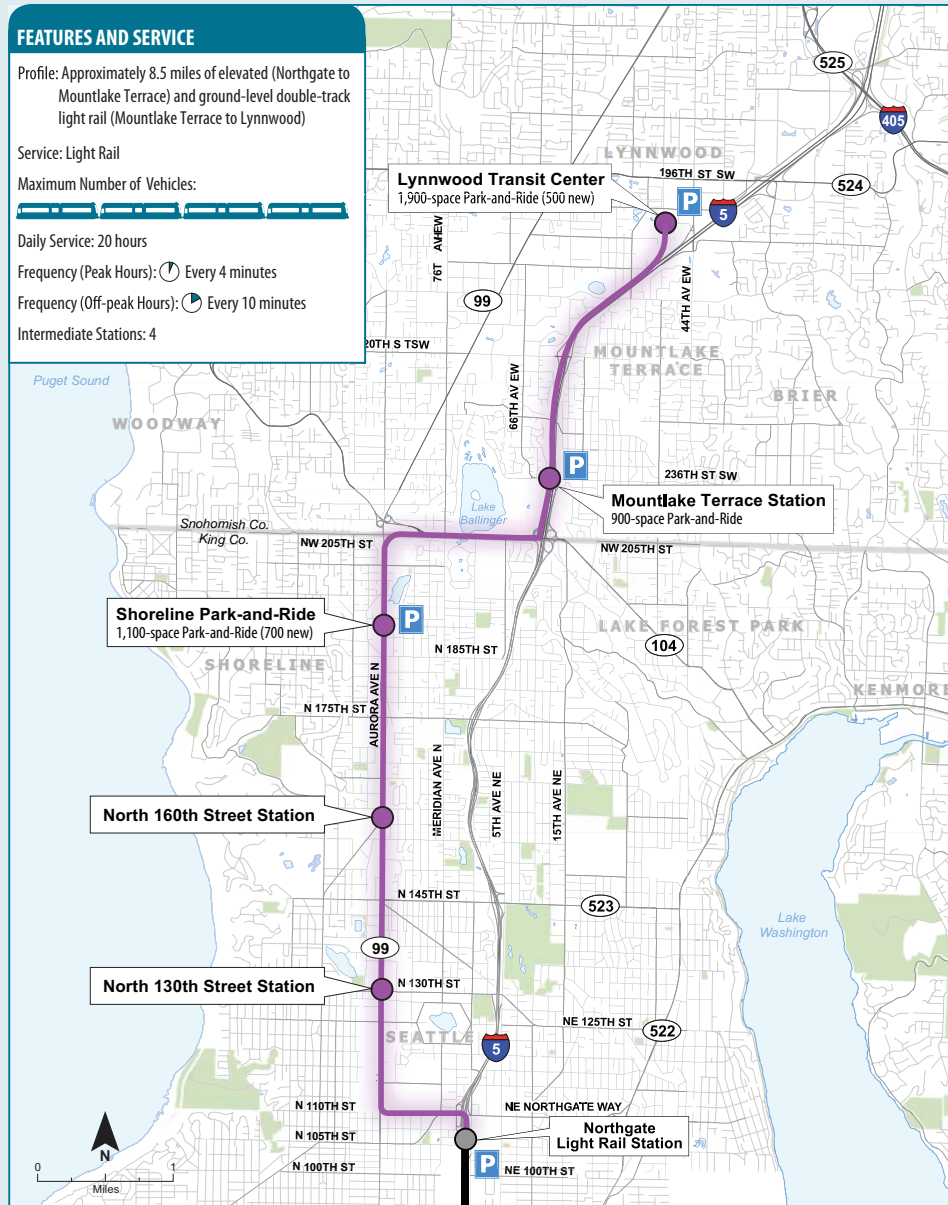 FEATURES AND SERVICE
Profile: Approximately 8.5 miles of elevated (Northgate to
Mountlake Terrace) and ground-level double-track
light rail (Mountlake Terrace to Lynnwood)
Service: Light Rail
Maximum Number of Vehicles:
Daily Service: 20 hours
Frequency (Peak Hours): Every 4 minutes
Frequency (Off-peak Hours): Every 10 minutes
Intermediate Stations: 4
525
405
LYNNWOOD
196TH ST SW
524
Lynnwood Transit Center
1,900-space Park-and-Ride (500 new)
P
5
76T AVHEW
99
44TH AV EW
20TH S TSW
MOUNTLAKE
TERRACE
Puget Sound
BRIER
WOODWAY
66TH AV EW
P
236TH ST SW
Mountlake Terrace Station
900-space Park-and-Ride
Lake
Ballinger
Snohomish Co.
King Co.
NW 205TH ST
NW 205TH ST
Shoreline Park-and-Ride
1,100-space Park-and-Ride (700 new)
P
LAKE FOREST PARK
104
N 185TH ST
SHORELINE
KENMORE
AURORA AVE N
N 175TH ST
MERIDIAN AVE N
5TH AVE NE
15TH AVE NE
North 160th Street Station
N 145TH ST
523
Lake
Washington
99
North 130th Street Station
N 130TH ST
NE 125TH ST
522
SEATTLE
5
N 110TH ST
NE NORTHGATE WAY
N 105TH ST
Northgate
Light Rail Station
N 100TH ST
P
NE 100TH ST
N
0 1
Miles